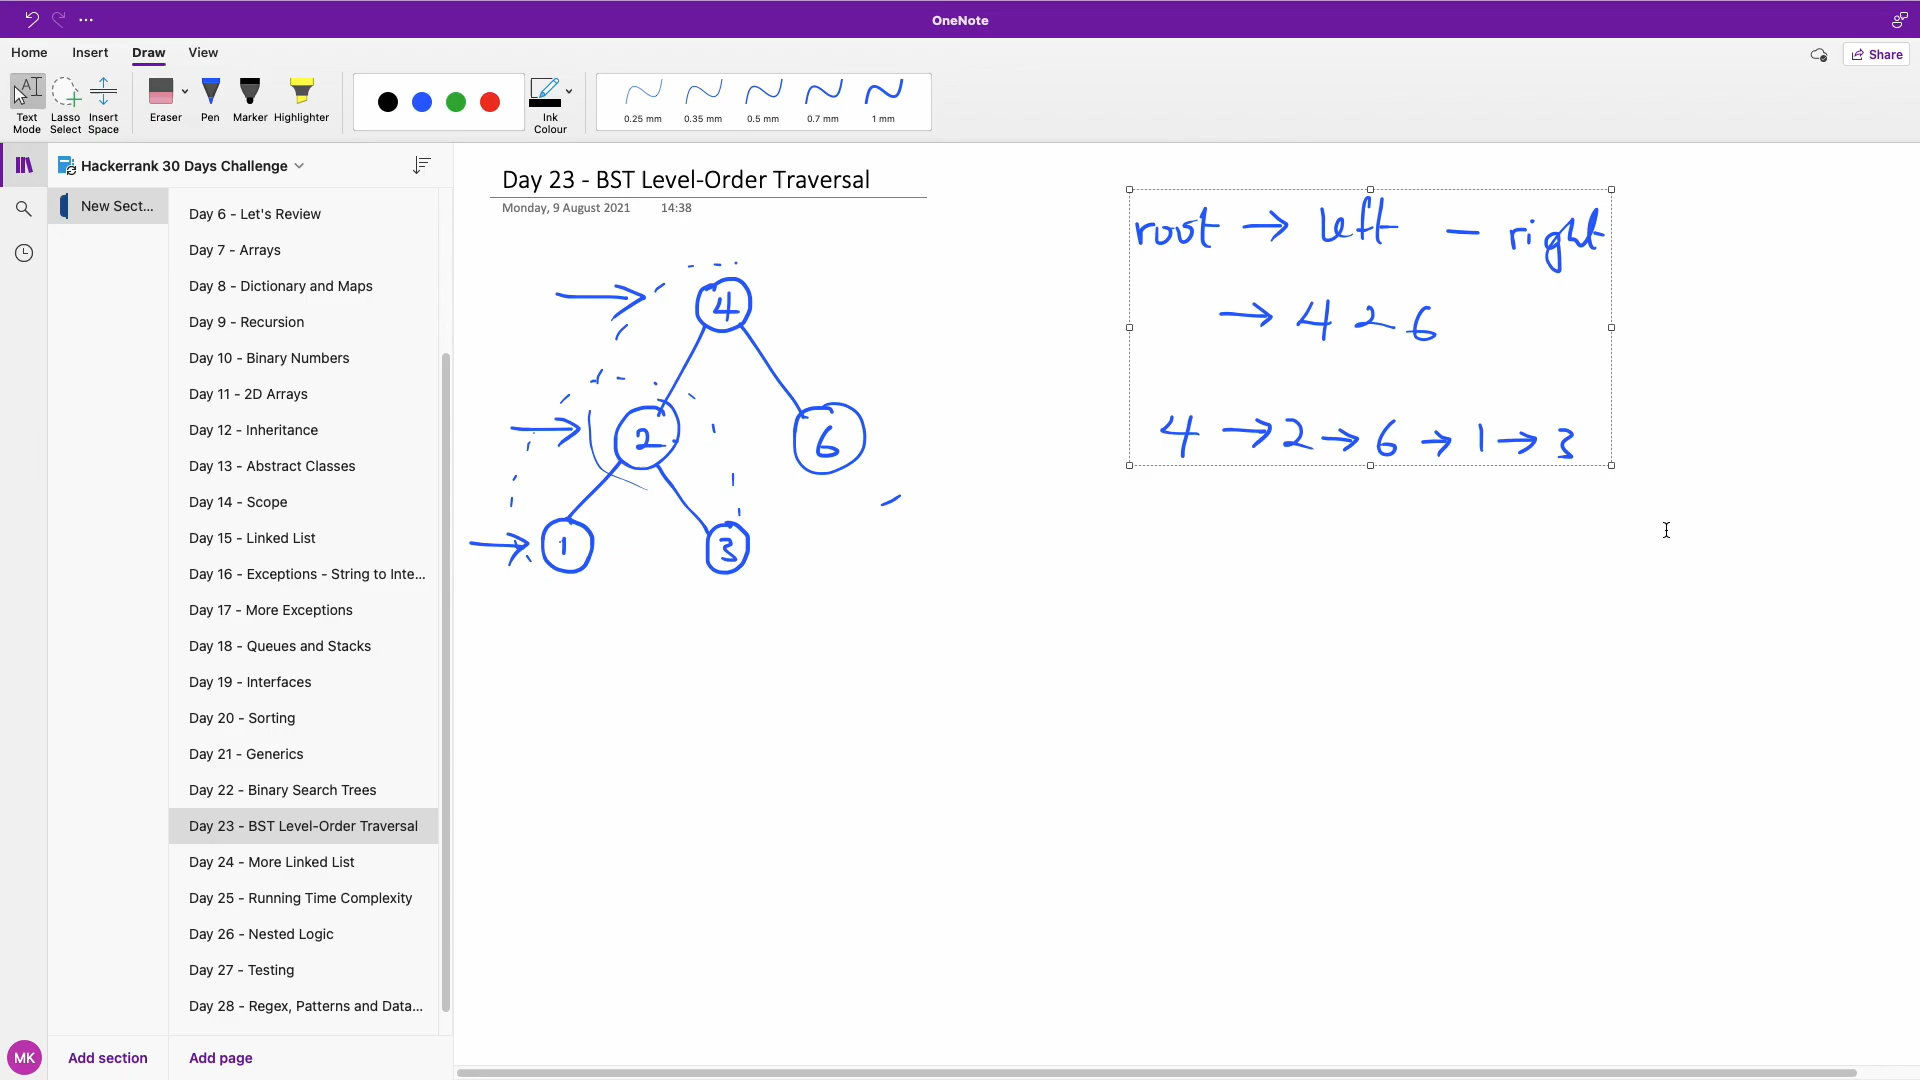 OneNote
Home Insert Draw View
Share
Text Mode
Lasso Select
Insert Space
Eraser
Pen
Marker
Highlighter
Ink Colour
0.25 mm
0.35 mm
0.5 mm
0.7 mm
1 mm
Hackerrank 30 Days Challenge
New Sect...
Day 6 - Let's Review
Day 7 - Arrays
Day 8 - Dictionary and Maps
Day 9 - Recursion
Day 10 - Binary Numbers
Day 11 - 2D Arrays
Day 12 - Inheritance
Day 13 - Abstract Classes
Day 14 - Scope
Day 15 - Linked List
Day 16 - Exceptions - String to Inte...
Day 17 - More Exceptions
Day 18 - Queues and Stacks
Day 19 - Interfaces
Day 20 - Sorting
Day 21 - Generics
Day 22 - Binary Search Trees
Day 23 - BST Level-Order Traversal
Day 24 - More Linked List
Day 25 - Running Time Complexity
Day 26 - Nested Logic
Day 27 - Testing
Day 28 - Regex, Patterns and Data...
MK
Add section
Add page
Day 23 - BST Level-Order Traversal
Monday, 9 August 2021 14:38
4
2 6
1 3
root → left - right
→ 4 2 6
4 → 2 → 6 → 1 → 3